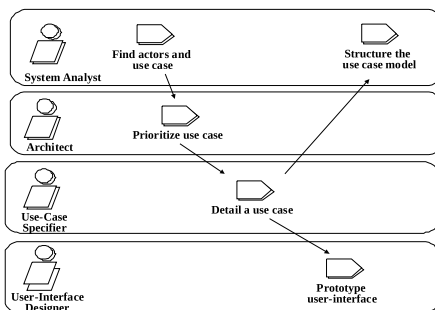 Find actors and
use case
Structure the
use case model
System Analyst
Prioritize use case
Architect
Detail a use case
Use-Case
Specifier
Prototype
user-interface
User-Interface
Designer